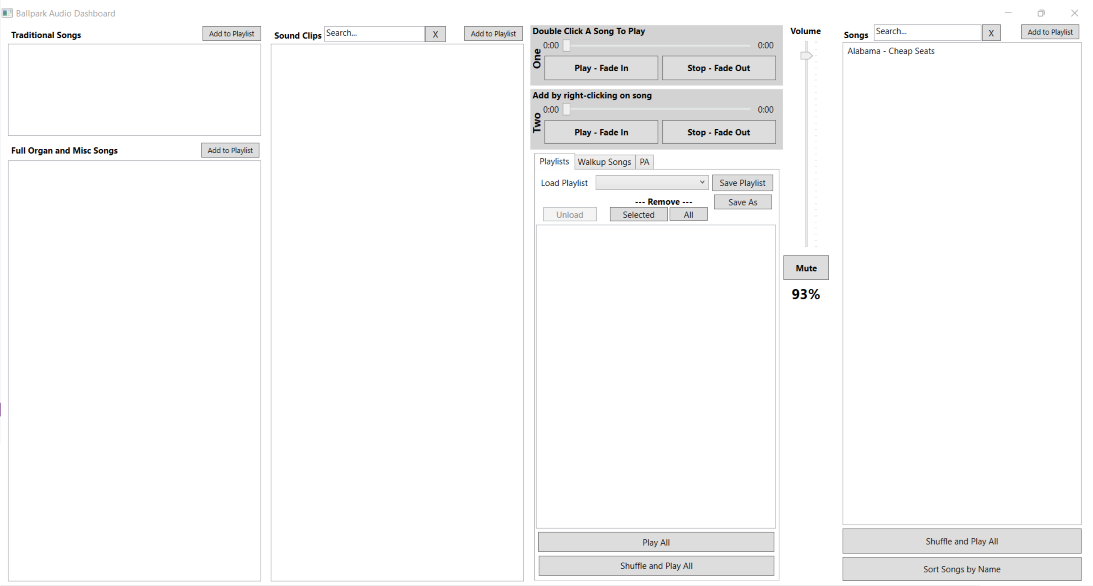 Ballpark Audio Dashboard
Traditional Songs
Add to Playlist
Full Organ and Misc Songs
Add to Playlist
Sound Clips
Search...
X
Add to Playlist
Double Click A Song To Play
One
0:00
0:00
Play - Fade In
Stop - Fade Out
Add by right-clicking on song
Two
0:00
0:00
Play - Fade In
Stop - Fade Out
Playlists
Walkup Songs
PA
Load Playlist
Save Playlist
--- Remove ---
Save As
Unload
Selected
All
Play All
Shuffle and Play All
Volume
Mute
93%
Songs
Search...
X
Add to Playlist
Alabama - Cheap Seats
Shuffle and Play All
Sort Songs by Name